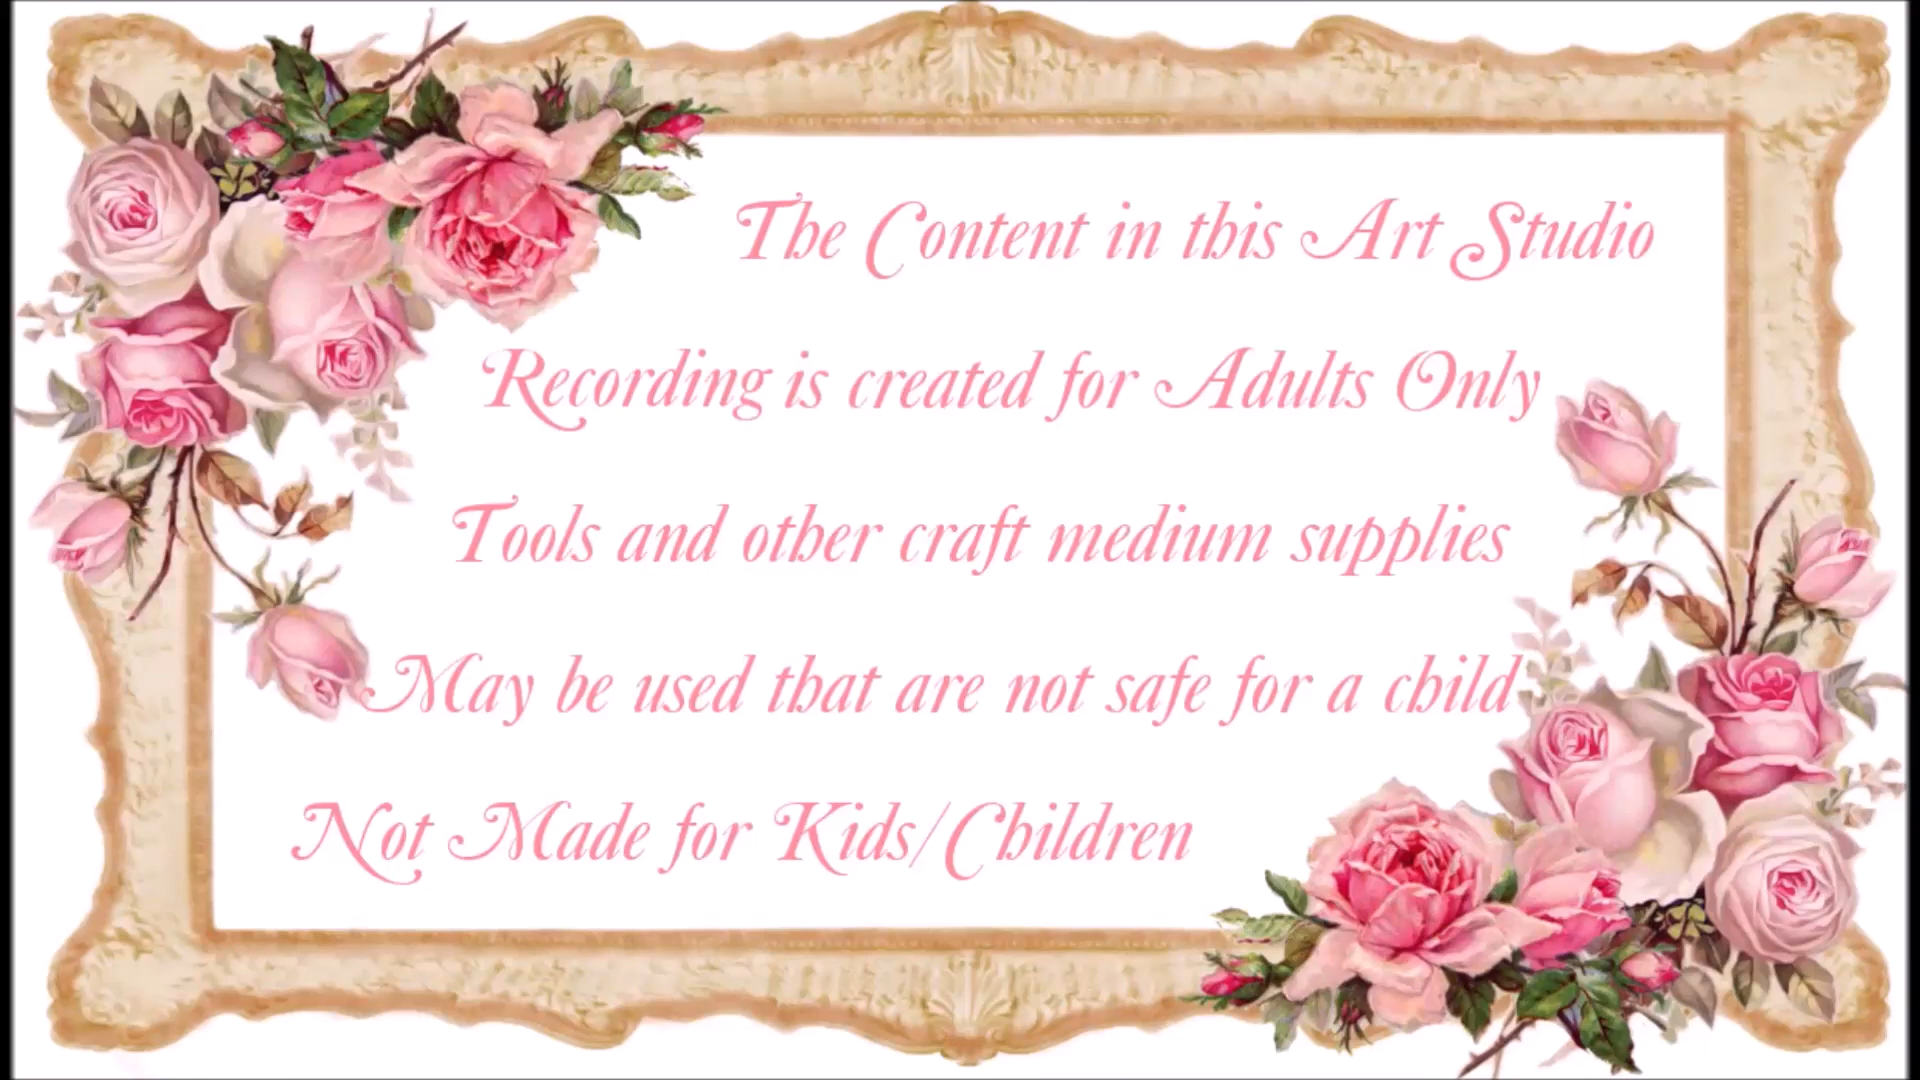 The Content in this Art Studio
Recording is created for Adults Only
Tools and other craft medium supplies
May be used that are not safe for a child
Not Made for Kids/Children